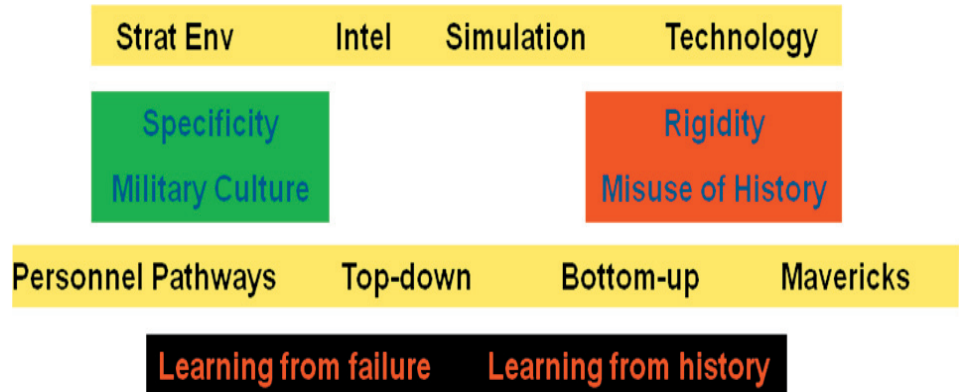 Strat Env Intel Simulation Technology
Specificity Rigidity
Military Culture Misuse of History
Personnel Pathways Top-down Bottom-up Mavericks
Learning from failure Learning from history